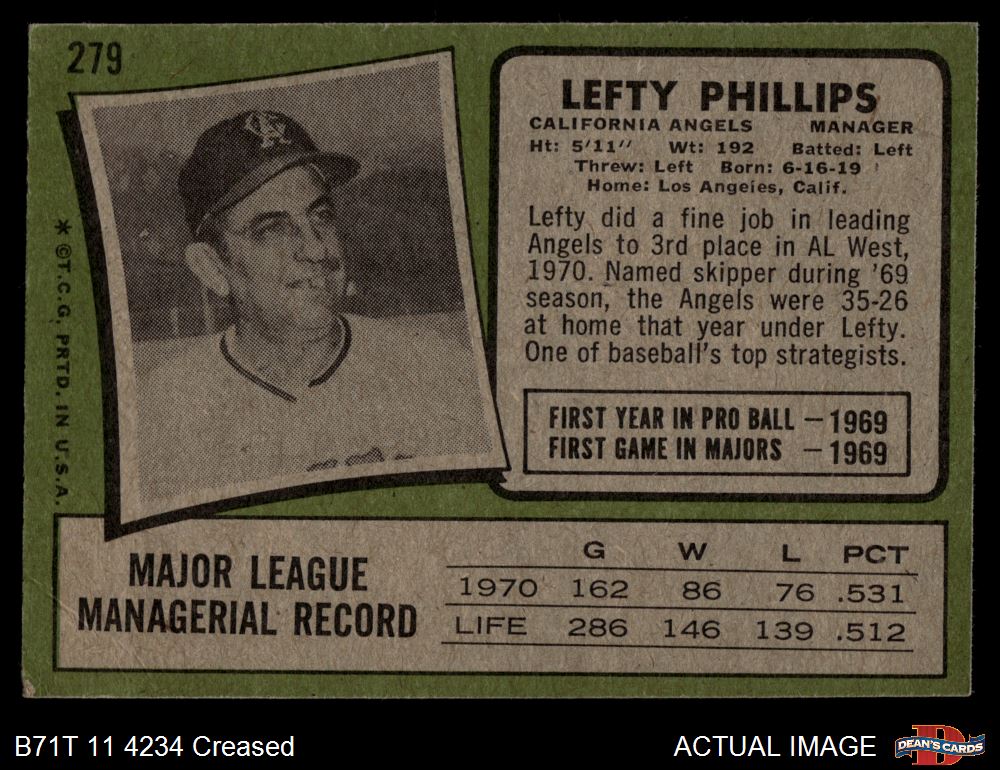 279
LEFTY PHILLIPS
CALIFORNIA ANGELS MANAGER
Ht: 5'11" Wt: 192 Batted: Left
Threw: Left Born: 6-16-19
Home: Los Angeles, Calif.
Lefty did a fine job in leading
Angels to 3rd place in AL West,
1970. Named skipper during '69
season, the Angels were 35-26
at home that year under Lefty.
One of baseball's top strategists.
FIRST YEAR IN PRO BALL — 1969
FIRST GAME IN MAJORS — 1969
* ©T.C.G. PRTD. IN U.S.A.
MAJOR LEAGUE
MANAGERIAL RECORD
G W L PCT
1970 162 86 76 .531
LIFE 286 146 139 .512
B71T 11 4234 Creased
ACTUAL IMAGE
DEAN'S CARDS